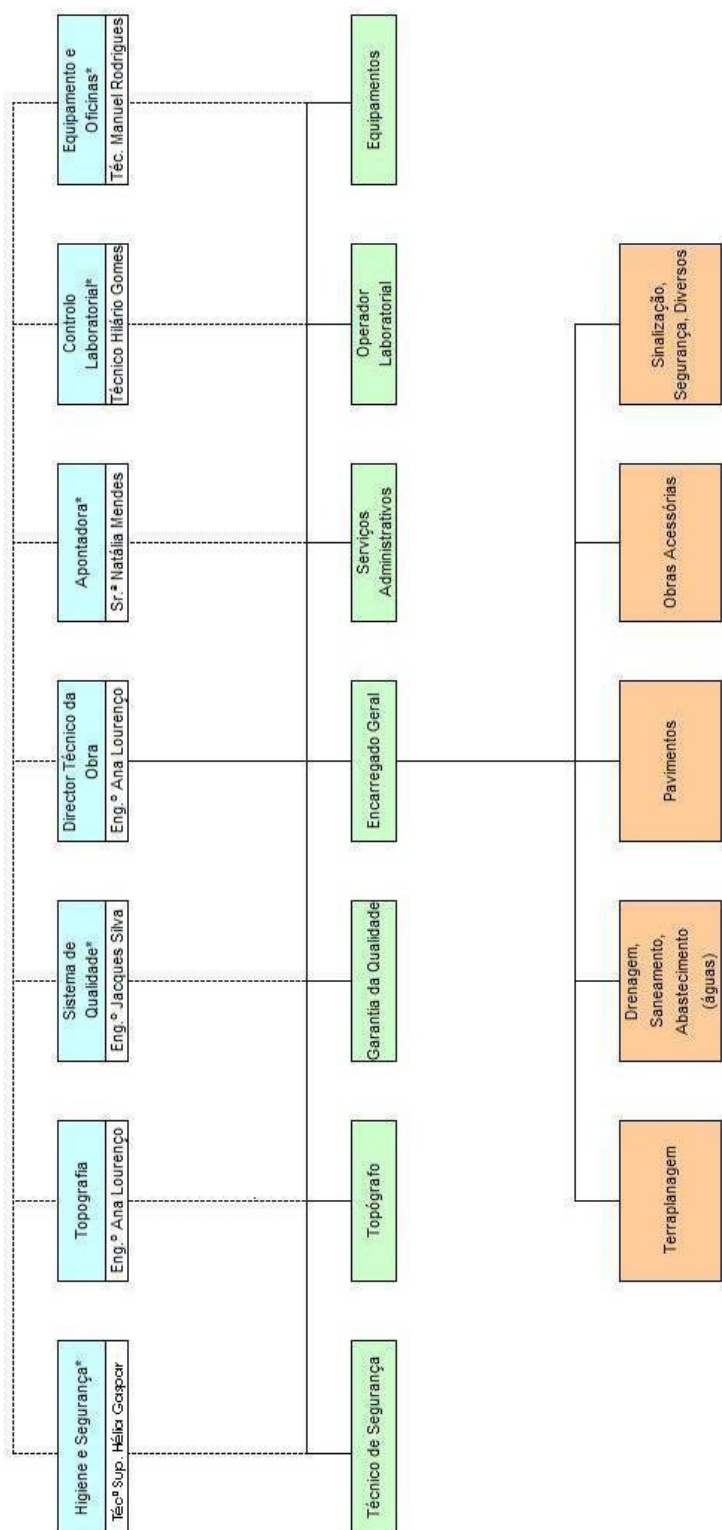 Higiene e Segurança*
Técª Sup. Hélia Gaspar
Topografia
Eng.º Ana Lourenço
Sistema de
Qualidade*
Eng.º Jacques Silva
Director Técnico da
Obra
Eng.º Ana Lourenço
Apontadora*
Sr.ª Natália Mendes
Controlo
Laboratorial*
Técnico Hilário Gomes
Equipamento e
Oficinas*
Téc. Manuel Rodrigues
Técnico de Segurança
Topógrafo
Garantia da Qualidade
Encarregado Geral
Serviços
Administrativos
Operador
Laboratorial
Equipamentos
Terraplanagem
Drenagem,
Saneamento,
Abastecimento
(águas)
Pavimentos
Obras Acessórias
Sinalização,
Segurança, Diversos